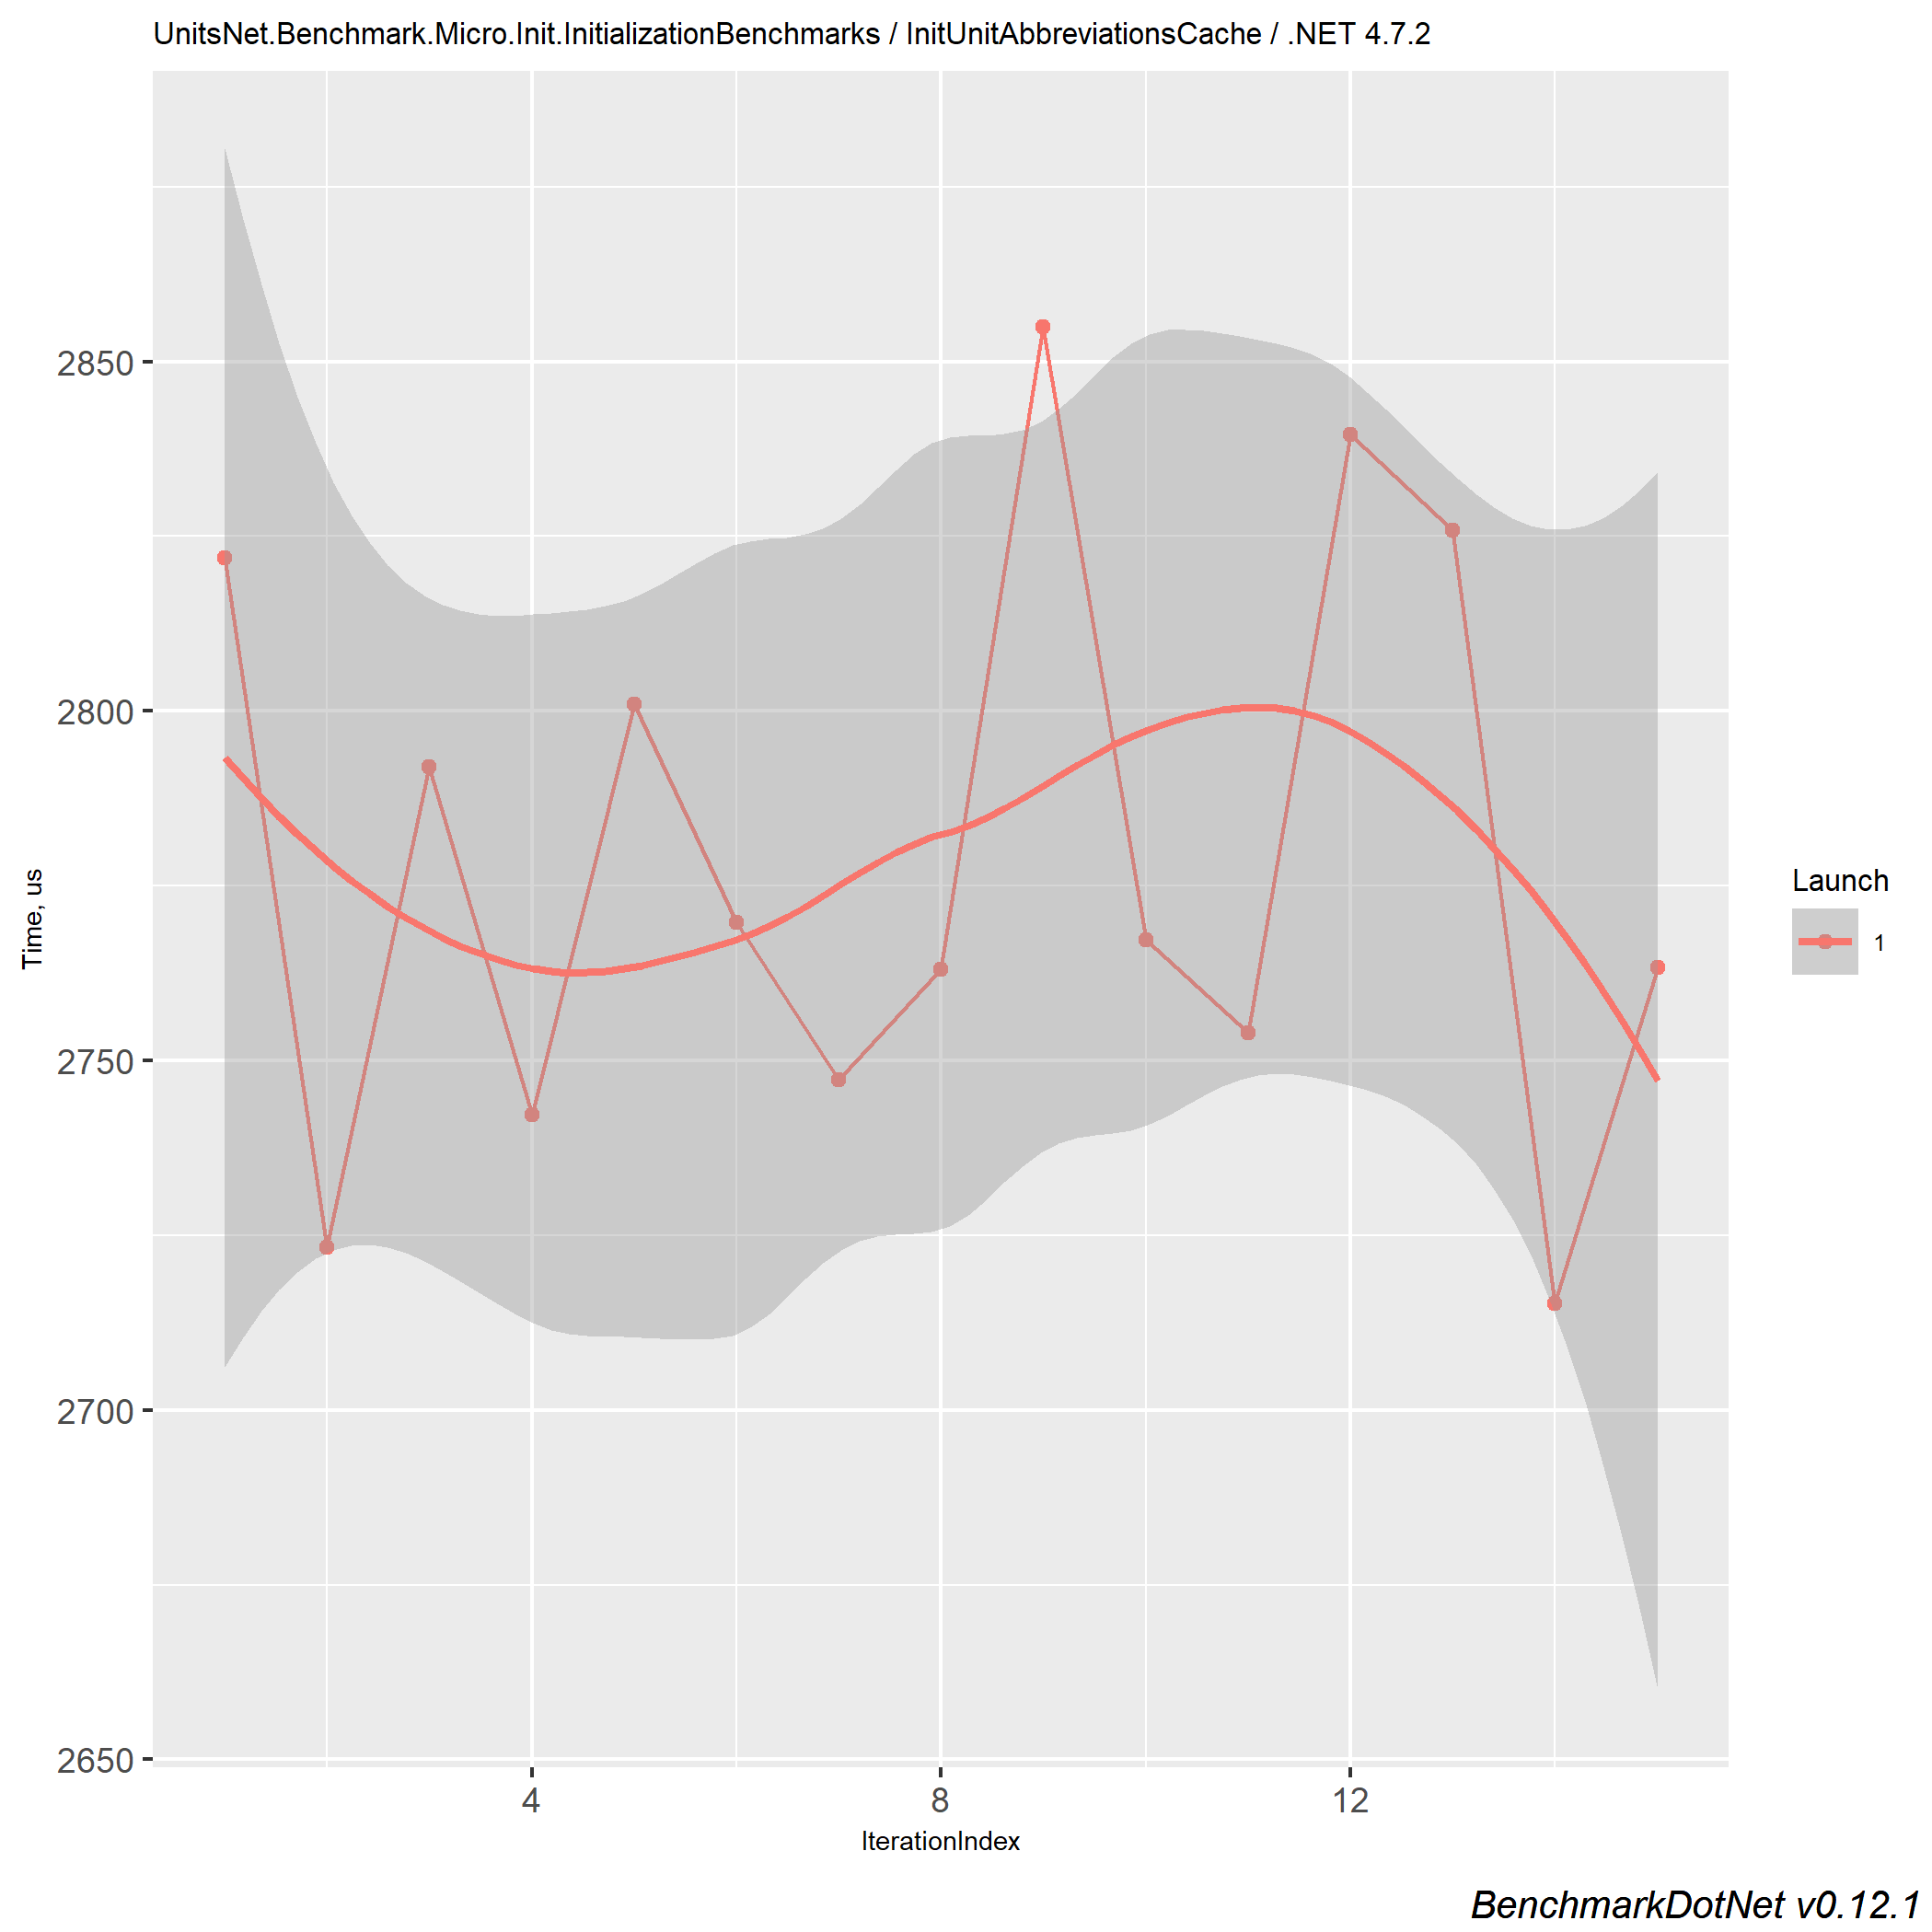 UnitsNet.Benchmark.Micro.Init.InitializationBenchmarks / InitUnitAbbreviationsCache / .NET 4.7.2
Time, us
2850
2800
2750
2700
2650
4 8 12
IterationIndex
Launch
1
BenchmarkDotNet v0.12.1